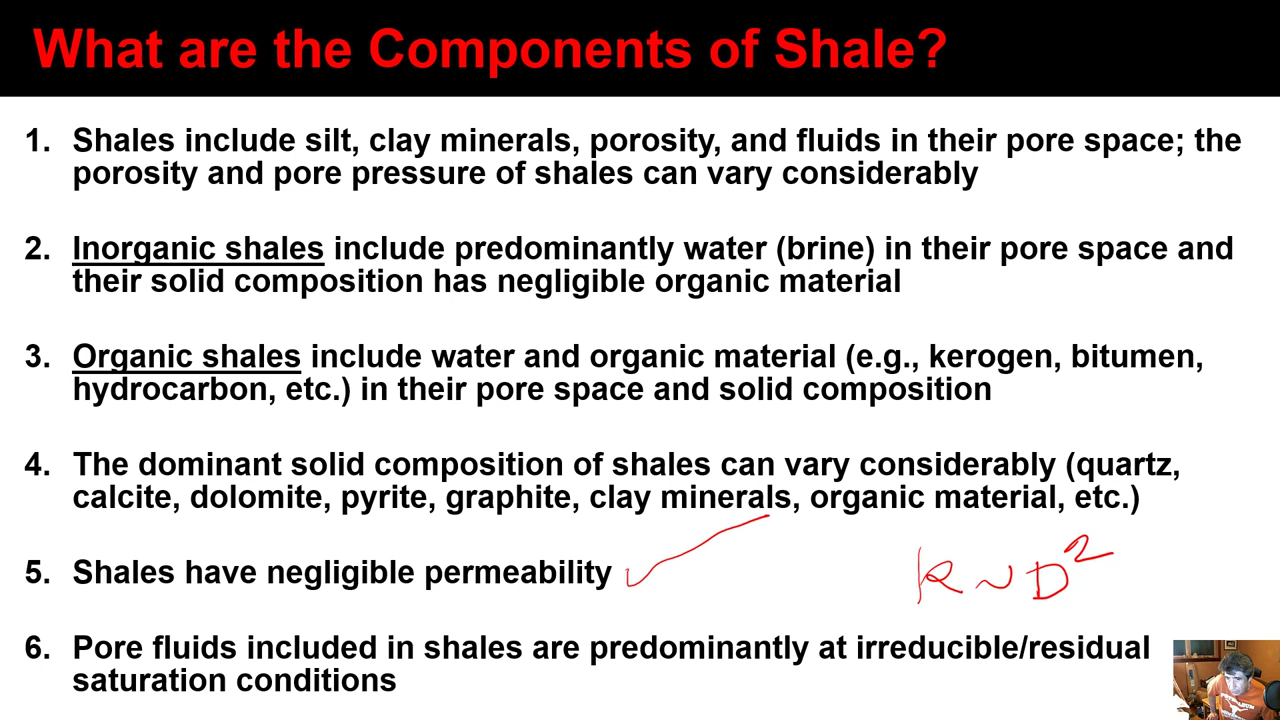 What are the Components of Shale?
1. Shales include silt, clay minerals, porosity, and fluids in their pore space; the
porosity and pore pressure of shales can vary considerably
2. Inorganic shales include predominantly water (brine) in their pore space and
their solid composition has negligible organic material
3. Organic shales include water and organic material (e.g., kerogen, bitumen,
hydrocarbon, etc.) in their pore space and solid composition
4. The dominant solid composition of shales can vary considerably (quartz,
calcite, dolomite, pyrite, graphite, clay minerals, organic material, etc.)
5. Shales have negligible permeability
k ~ D²
6. Pore fluids included in shales are predominantly at irreducible/residual
saturation conditions